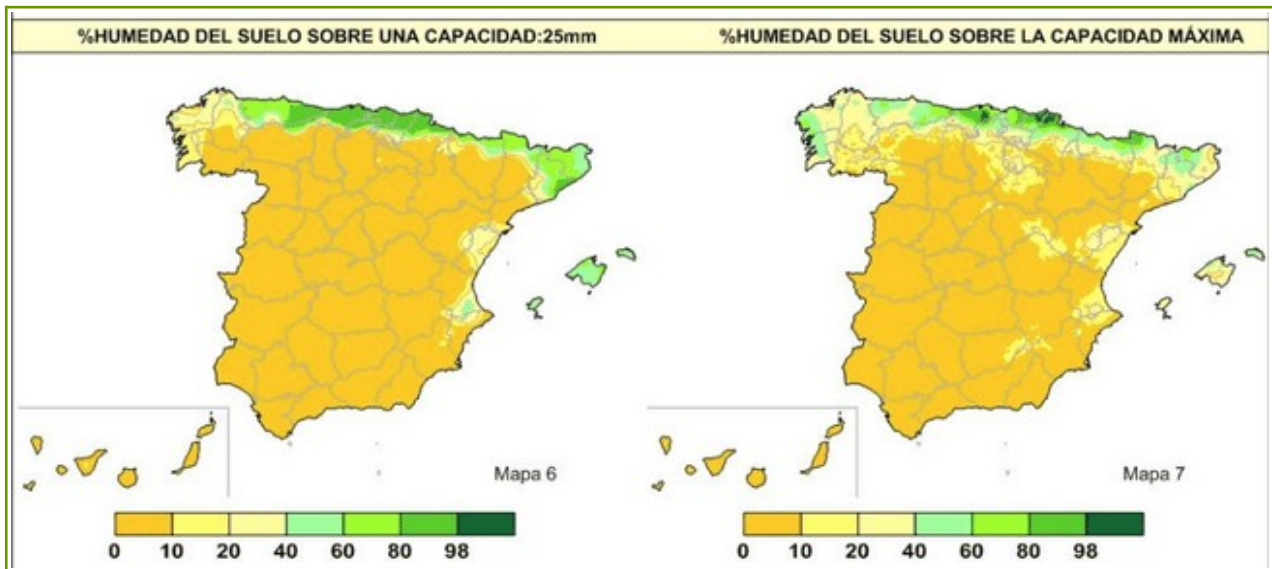 %HUMEDAD DEL SUELO SOBRE UNA CAPACIDAD:25mm
%HUMEDAD DEL SUELO SOBRE LA CAPACIDAD MÁXIMA
Mapa 6
Mapa 7
0 10 20 40 60 80 98
0 10 20 40 60 80 98